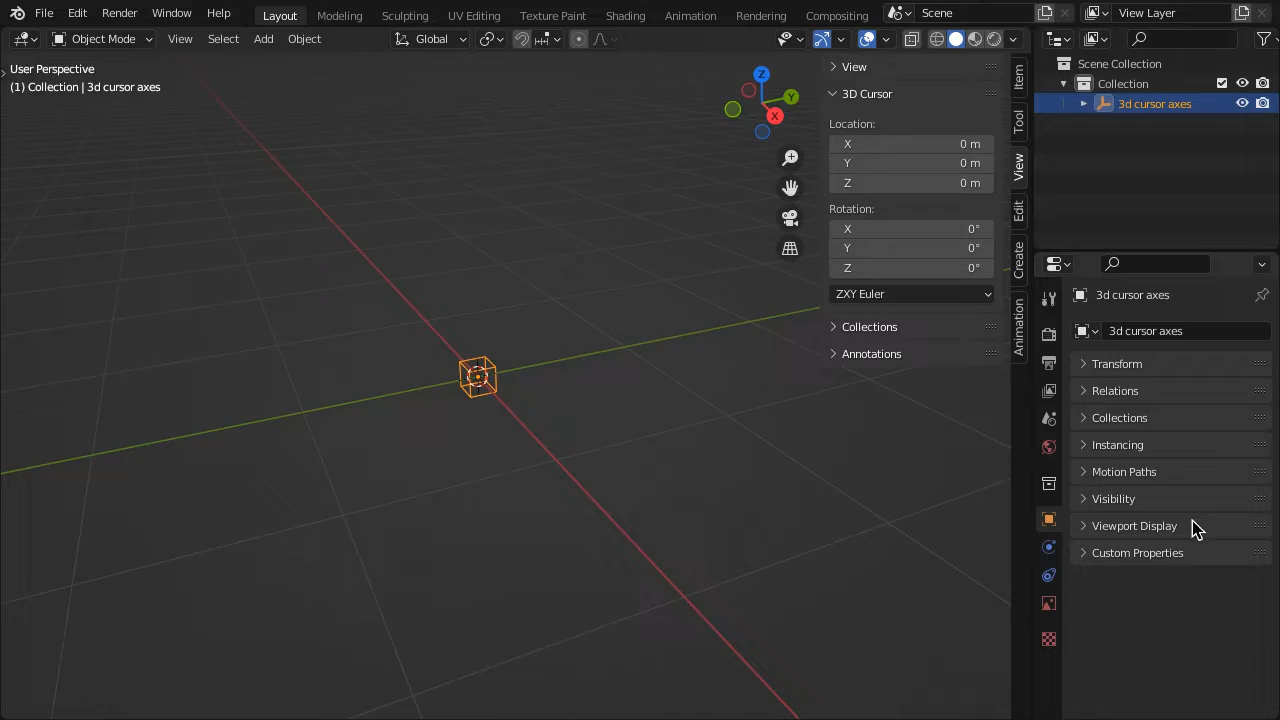 File Edit Render Window Help Layout Modeling Sculpting UV Editing Texture Paint Shading Animation Rendering Compositing Scene View Layer
Object Mode View Select Add Object Global
User Perspective
(1) Collection | 3d cursor axes
Z
Y
X
View
3D Cursor
Location:
X 0 m
Y 0 m
Z 0 m
Rotation:
X 0°
Y 0°
Z 0°
ZXY Euler
Collections
Annotations
Item
Tool
View
Edit
Create
Animation
Scene Collection
Collection
3d cursor axes
3d cursor axes
3d cursor axes
Transform
Relations
Collections
Instancing
Motion Paths
Visibility
Viewport Display
Custom Properties